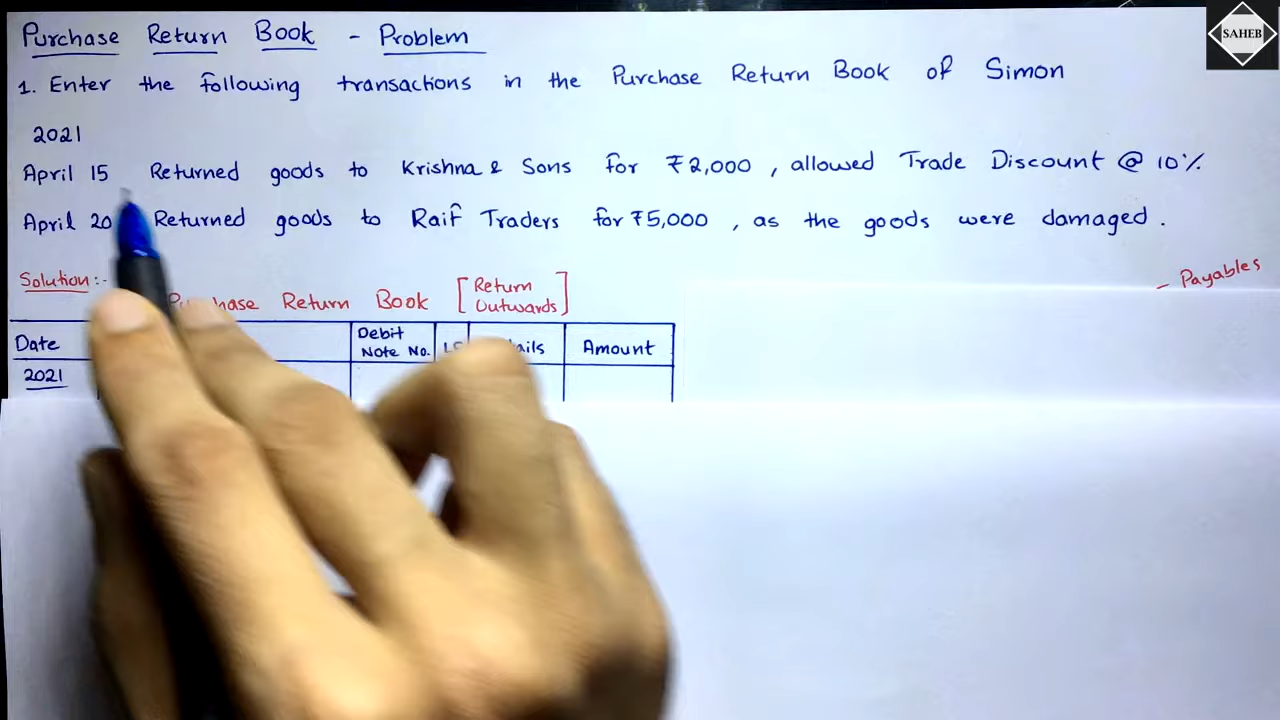 SAHEB
Purchase Return Book - Problem
1. Enter the following transactions in the Purchase Return Book of Simon
2021
April 15 Returned goods to Krishna & Sons for ₹2,000 , allowed Trade Discount @ 10%
April 20 Returned goods to Raif Traders for ₹5,000 , as the goods were damaged .
- Payables
Solution:-
Return Book [Return Outwards]
Date Debit Note No. Amount
2021